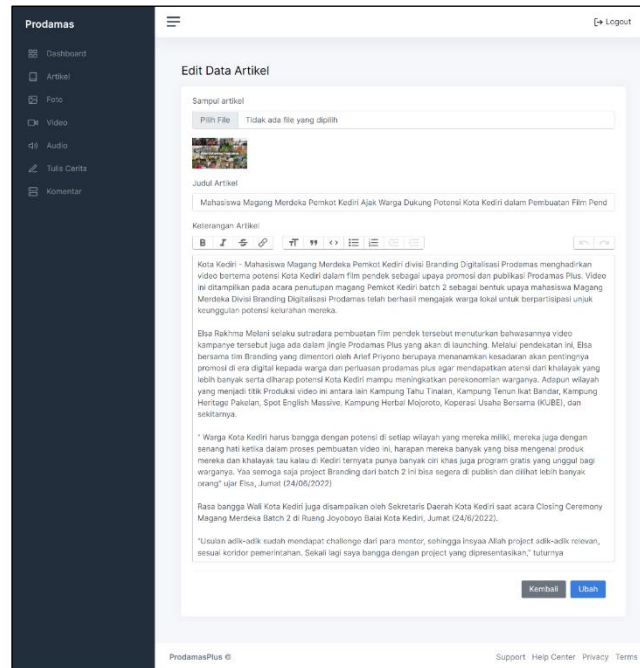 Prodamas
Logout
Dashboard
Artikel
Foto
Video
Audio
Tulis Cerita
Komentar
Edit Data Artikel
Sampul artikel
Pilih File Tidak ada file yang dipilih
Judul Artikel
Mahasiswa Magang Merdeka Pemkot Kediri Ajak Warga Dukung Potensi Kota Kediri dalam Pembuatan Film Pend
Keterangan Artikel
Kota Kediri - Mahasiswa Magang Merdeka Pemkot Kediri divisi Branding Digitalisasi Prodamas menghadirkan
video bertema potensi Kota Kediri dalam film pendek sebagai upaya promosi dan publikasi Prodamas Plus. Video
ini ditampilkan pada acara penutupan magang Pemkot Kediri batch 2 sebagai bentuk upaya mahasiswa Magang
Merdeka Divisi Branding Digitalisasi Prodamas telah berhasil mengajak warga lokal untuk berpartisipasi unjuk
keunggulan potensi kelurahan mereka.
Elsa Rakhma Melani selaku sutradara pembuatan film pendek tersebut menuturkan bahwasannya video
kampanye tersebut juga ada dalam jingle Prodamas Plus yang akan di launching. Melalui pendekatan ini, Elsa
bersama tim Branding yang dimentori oleh Arief Priyono berupaya menanamkan kesadaran akan pentingnya
promosi di era digital kepada warga dan perluasan prodamas plus agar mendapatkan atensi dari khalayak yang
lebih banyak serta diharap potensi Kota Kediri mampu meningkatkan perekonomian warganya. Adapun wilayah
yang menjadi titik Produksi video ini antara lain Kampung Tahu Tinalan, Kampung Tenun Ikat Bandar, Kampung
Heritage Pakelan, Spot English Massive, Kampung Herbal Mojoroto, Koperasi Usaha Bersama (KUBE), dan
sekitarnya.
" Warga Kota Kediri harus bangga dengan potensi di setiap wilayah yang mereka miliki, mereka juga dengan
senang hati ketika dalam proses pembuatan video ini, harapan mereka banyak yang bisa mengenai produk
mereka dan khalayak tau kalau di Kediri ternyata punya banyak ciri khas juga program gratis yang unggul bagi
warganya. Yaa semoga saja project Branding dari batch 2 ini bisa segera di publish dan dilihat lebih banyak
orang" ujar Elsa, Jumat (24/06/2022)
Rasa bangga Wali Kota Kediri juga disampaikan oleh Sekretaris Daerah Kota Kediri saat acara Closing Ceremony
Magang Merdeka Batch 2 di Ruang Joyoboyo Balai Kota Kediri, Jumat (24/6/2022).
"Usulan adik-adik sudah mendapat challenge dari para mentor, sehingga insyaa Allah project adik-adik relevan,
sesuai koridor pemerintahan. Sekali lagi saya bangga dengan project yang dipresentasikan," tuturnya
Kembali Ubah
ProdamasPlus © Support Help Center Privacy Terms